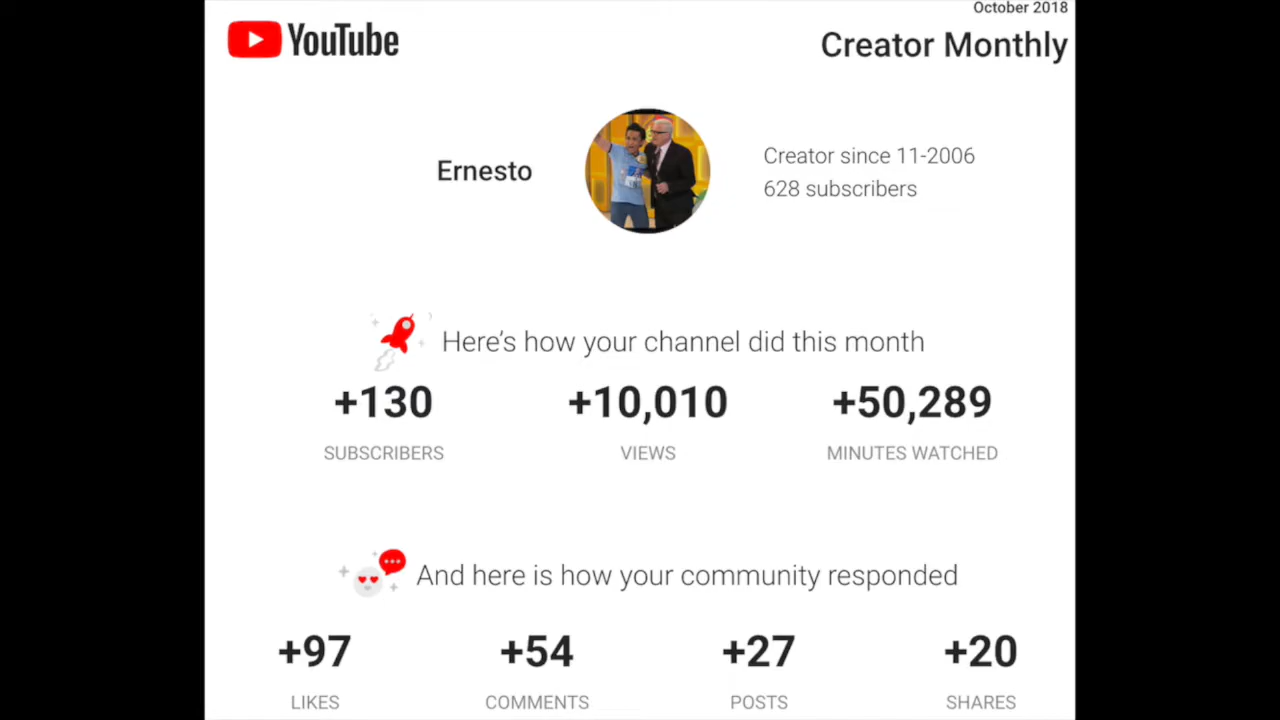 October 2018
YouTube
Creator Monthly
Ernesto
Creator since 11-2006
628 subscribers
Here's how your channel did this month
+130
+10,010
+50,289
SUBSCRIBERS
VIEWS
MINUTES WATCHED
And here is how your community responded
+97
+54
+27
+20
LIKES
COMMENTS
POSTS
SHARES